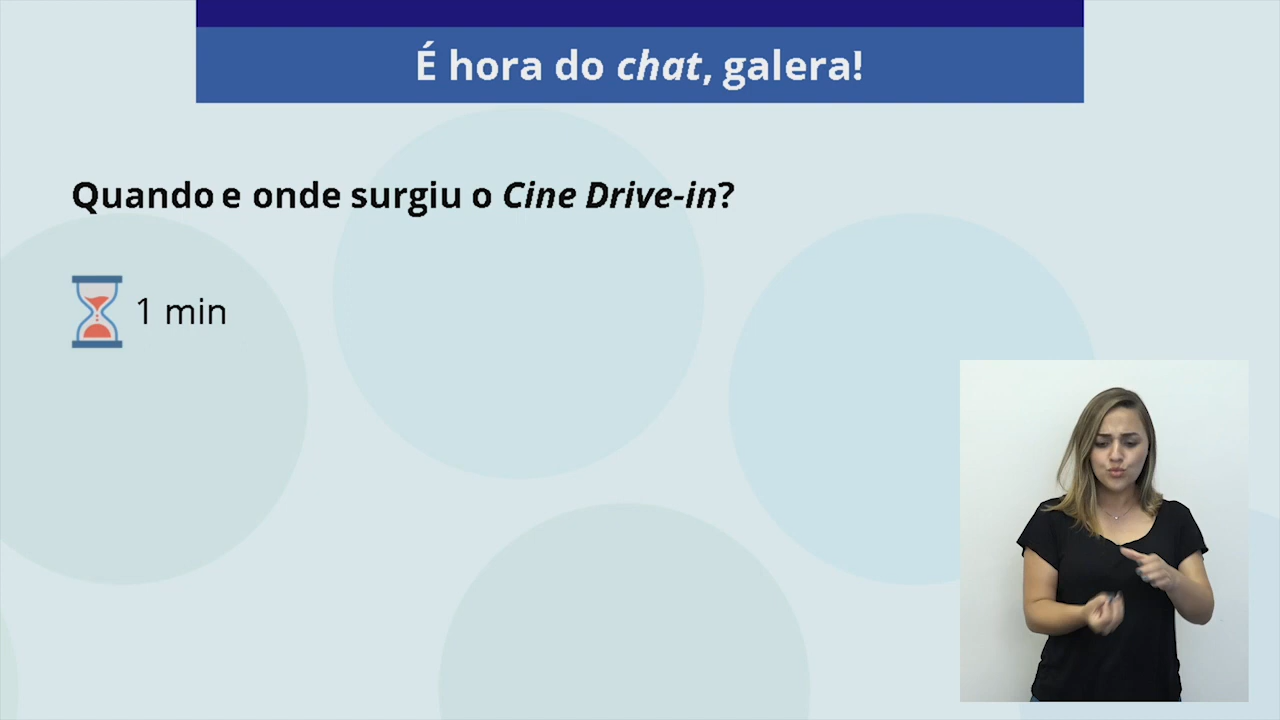 É hora do chat, galera!
Quando e onde surgiu o Cine Drive-in?
1 min